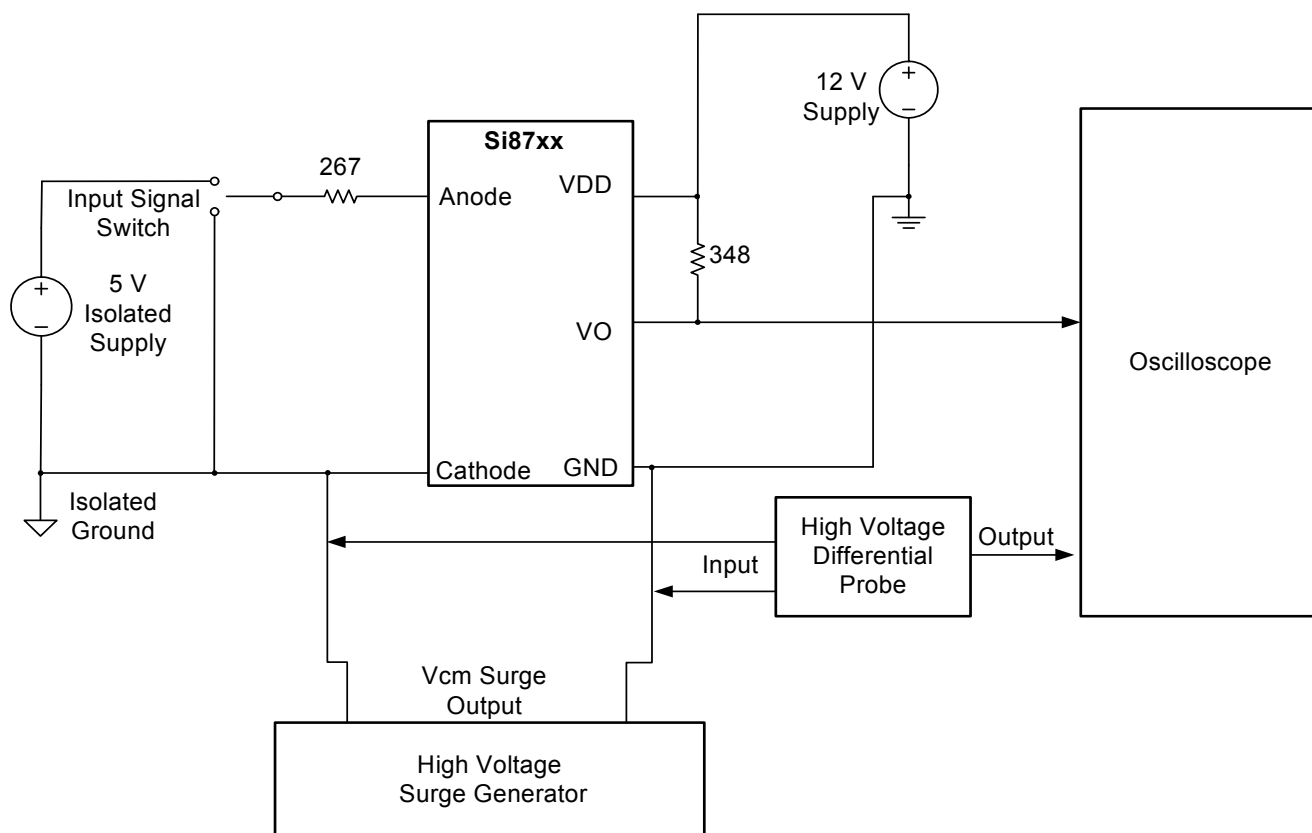 12 V
Supply
Si87xx
267
Input Signal
Switch
Anode
VDD
+
−
348
5 V
Isolated
Supply
+
−
VO
Oscilloscope
Cathode
GND
Isolated
Ground
High Voltage
Differential
Probe
Output
Input
Vcm Surge
Output
High Voltage
Surge Generator